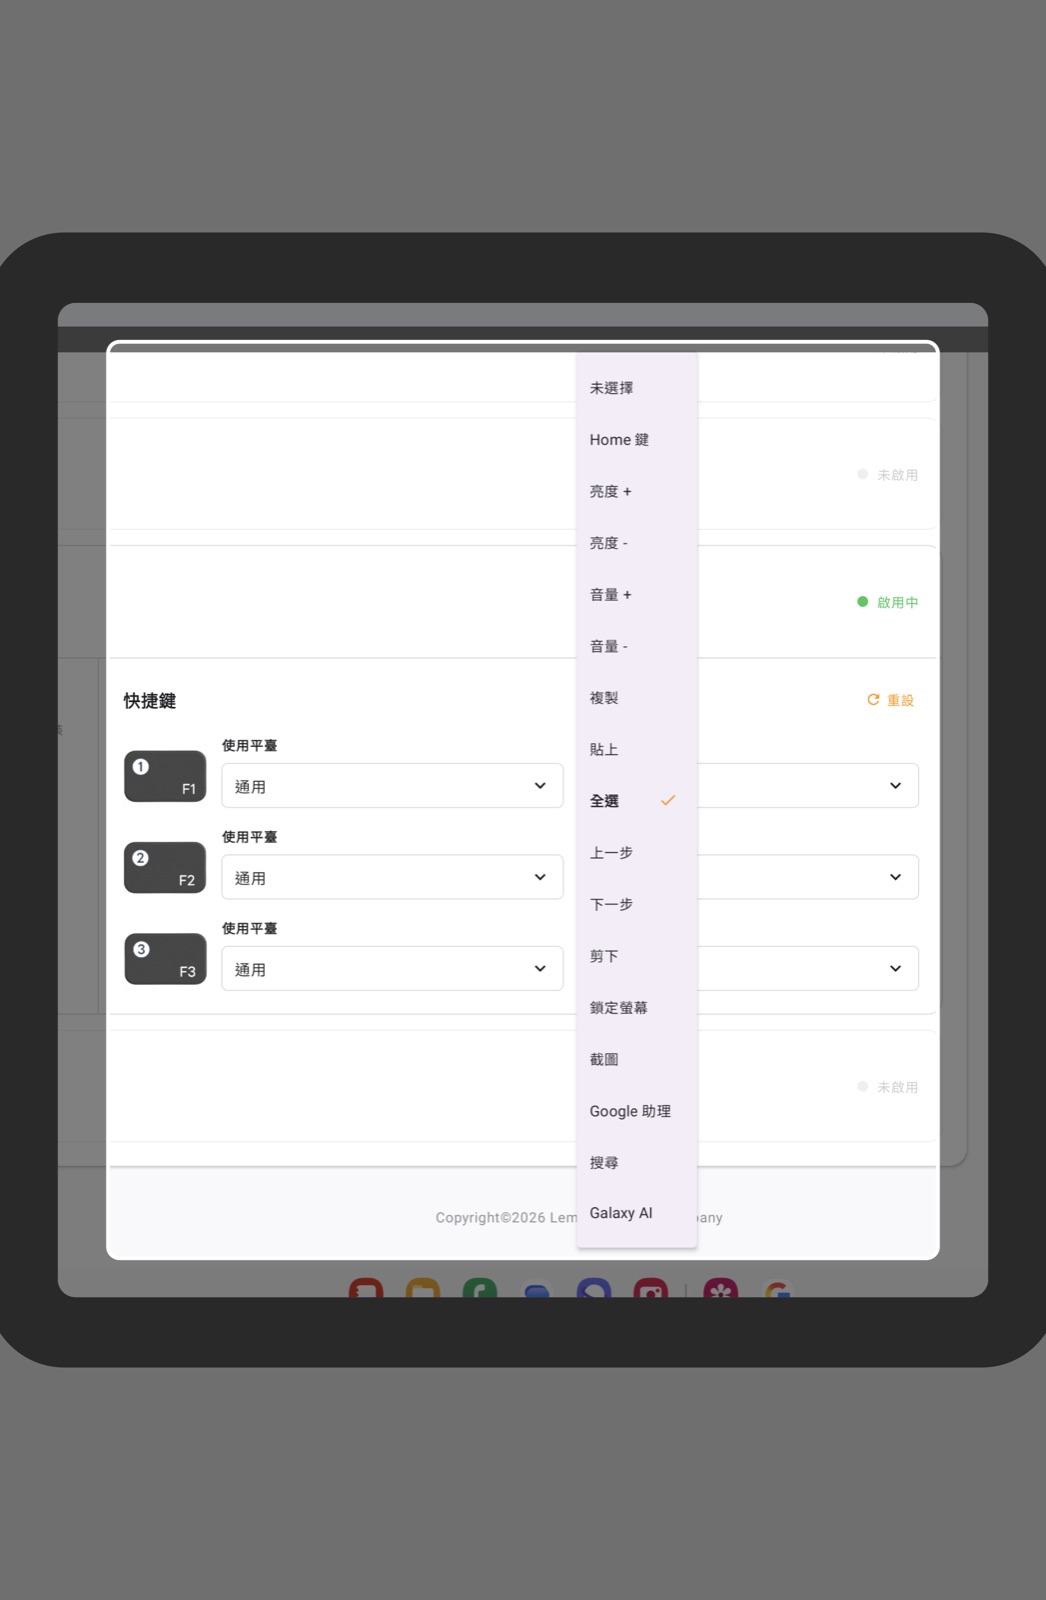 未選擇
Home 鍵
亮度 +
未啟用
亮度 -
音量 +
啟用中
音量 -
快捷鍵
複製
重設
使用平臺
貼上
1
F1
通用
全選
使用平臺
上一步
2
F2
通用
下一步
使用平臺
剪下
3
F3
通用
鎖定螢幕
截圖
未啟用
Google 助理
搜尋
Copyright©2026 Lem
Galaxy AI